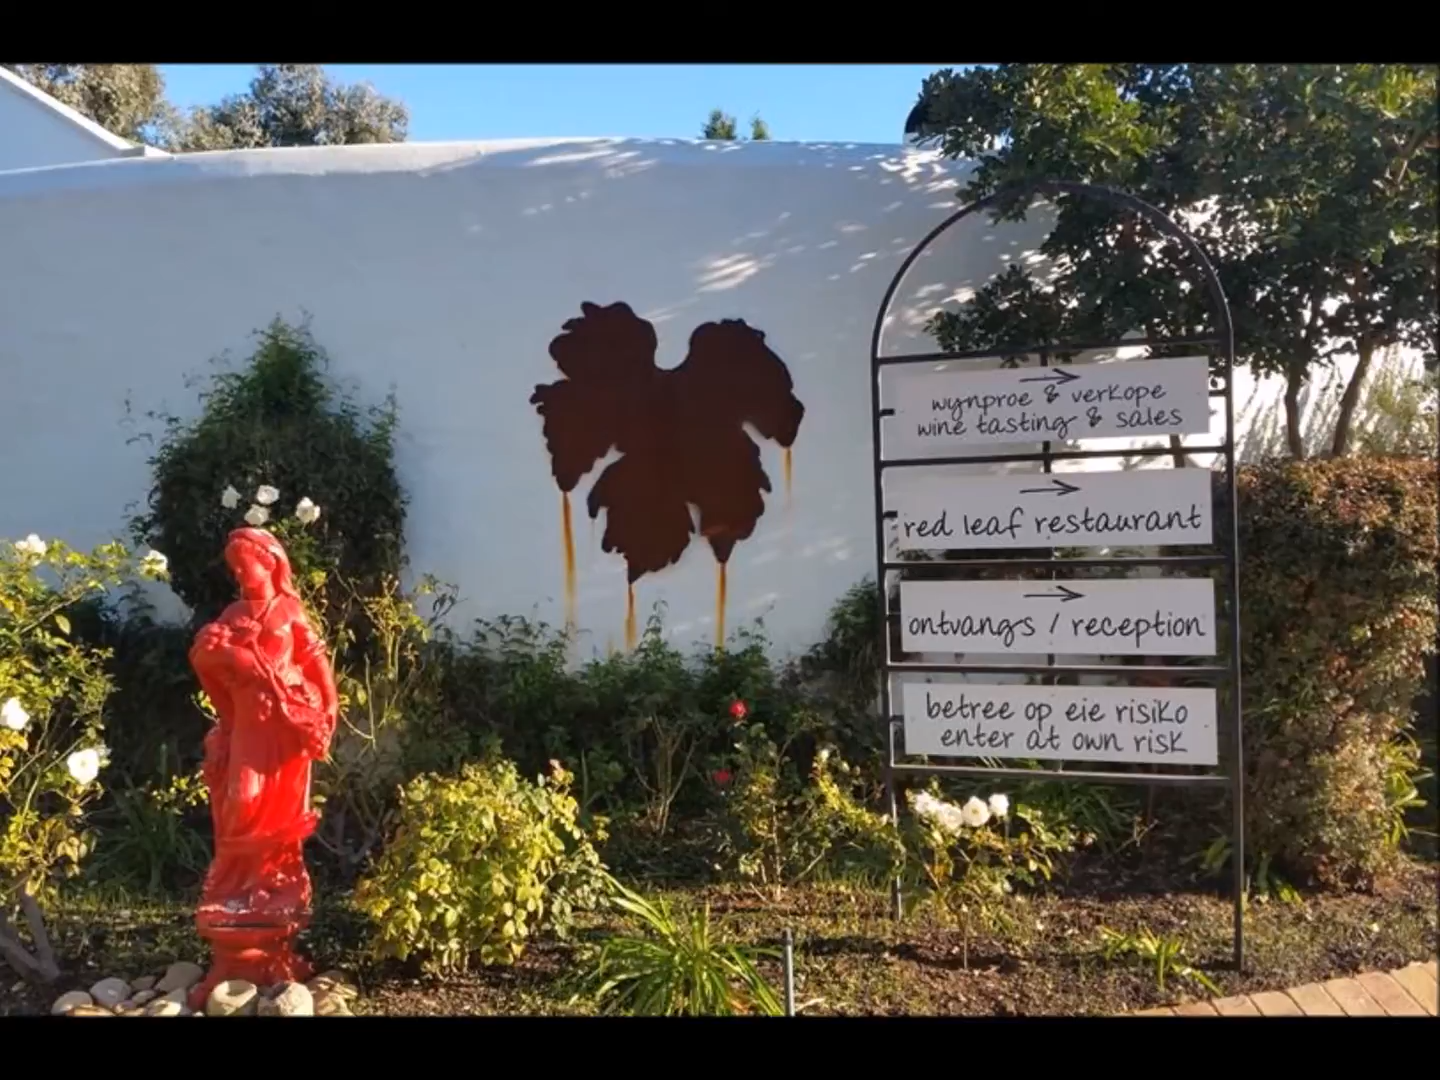 wynproe & verkope
wine tasting & sales
red leaf restaurant
ontvangs / reception
betree op eie risiko
enter at own risk